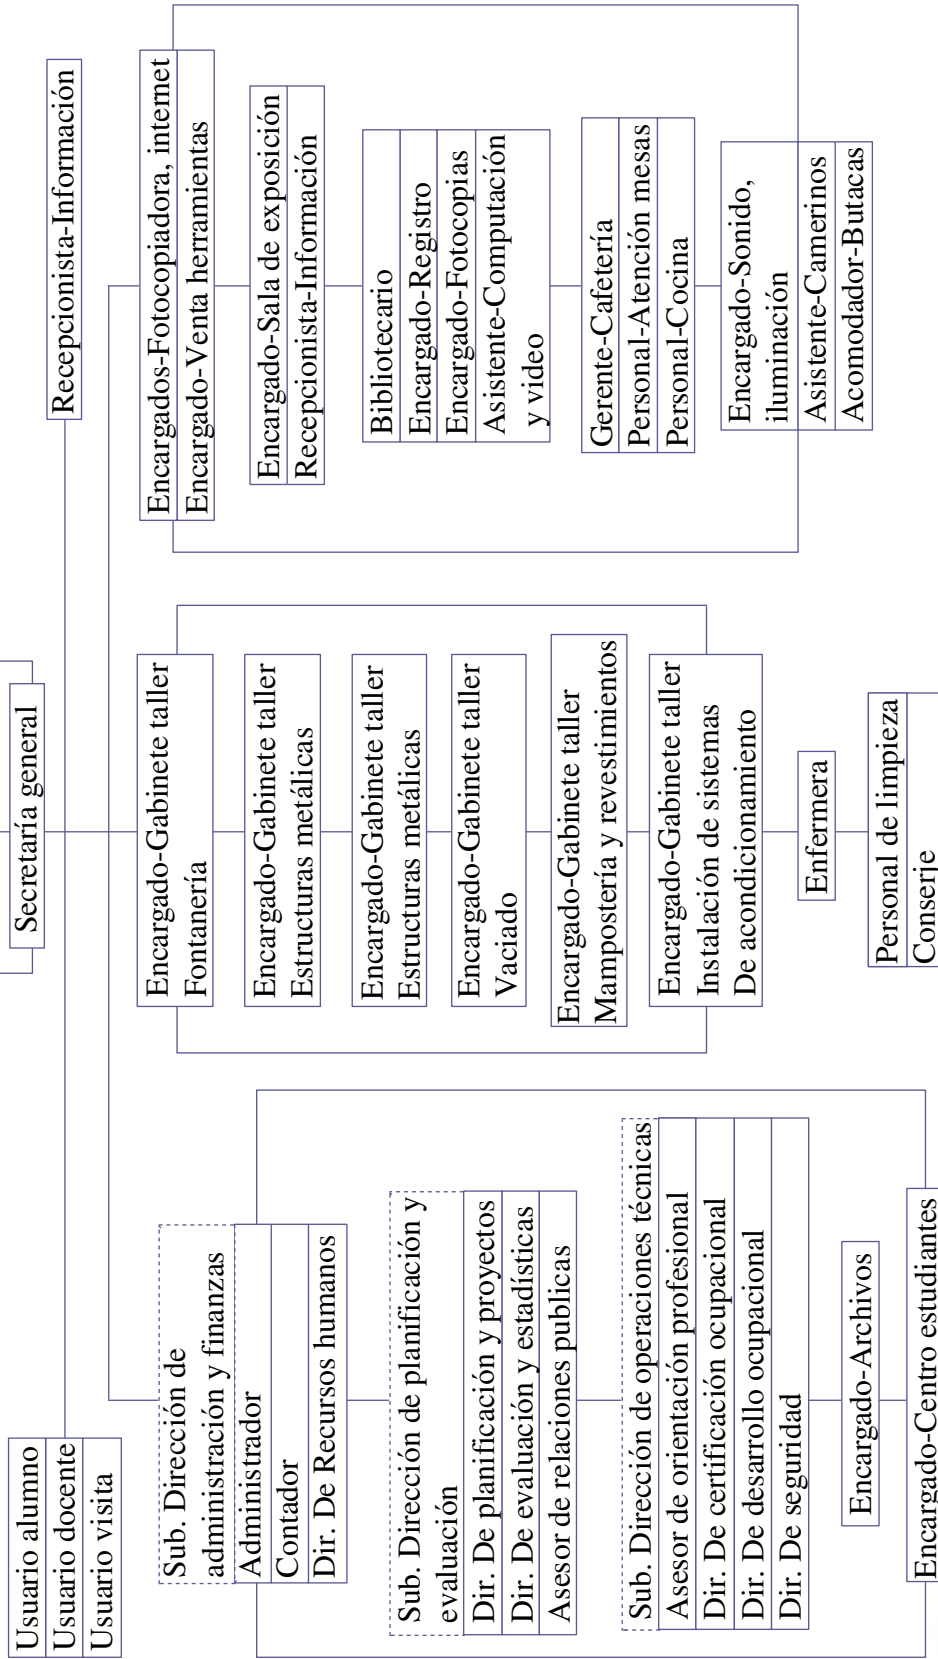 Secretaría general
Usuario alumno
Usuario docente
Usuario visita
Recepcionista-Información
Sub. Dirección de
administración y finanzas
Administrador
Contador
Dir. De Recursos humanos
Sub. Dirección de planificación y
evaluación
Dir. De planificación y proyectos
Dir. De evaluación y estadísticas
Asesor de relaciones publicas
Sub. Dirección de operaciones técnicas
Asesor de orientación profesional
Dir. De certificación ocupacional
Dir. De desarrollo ocupacional
Dir. De seguridad
Encargado-Archivos
Encargado-Centro estudiantes
Encargado-Gabinete taller
Fontanería
Encargado-Gabinete taller
Estructuras metálicas
Encargado-Gabinete taller
Estructuras metálicas
Encargado-Gabinete taller
Vaciado
Encargado-Gabinete taller
Mampostería y revestimientos
Encargado-Gabinete taller
Instalación de sistemas
De acondicionamiento
Enfermera
Personal de limpieza
Conserje
Encargados-Fotocopiadora, internet
Encargado-Venta herramientas
Encargado-Sala de exposición
Recepcionista-Información
Bibliotecario
Encargado-Registro
Encargado-Fotocopias
Asistente-Computación
y video
Gerente-Cafetería
Personal-Atención mesas
Personal-Cocina
Encargado-Sonido,
iluminación
Asistente-Camerinos
Acomodador-Butacas